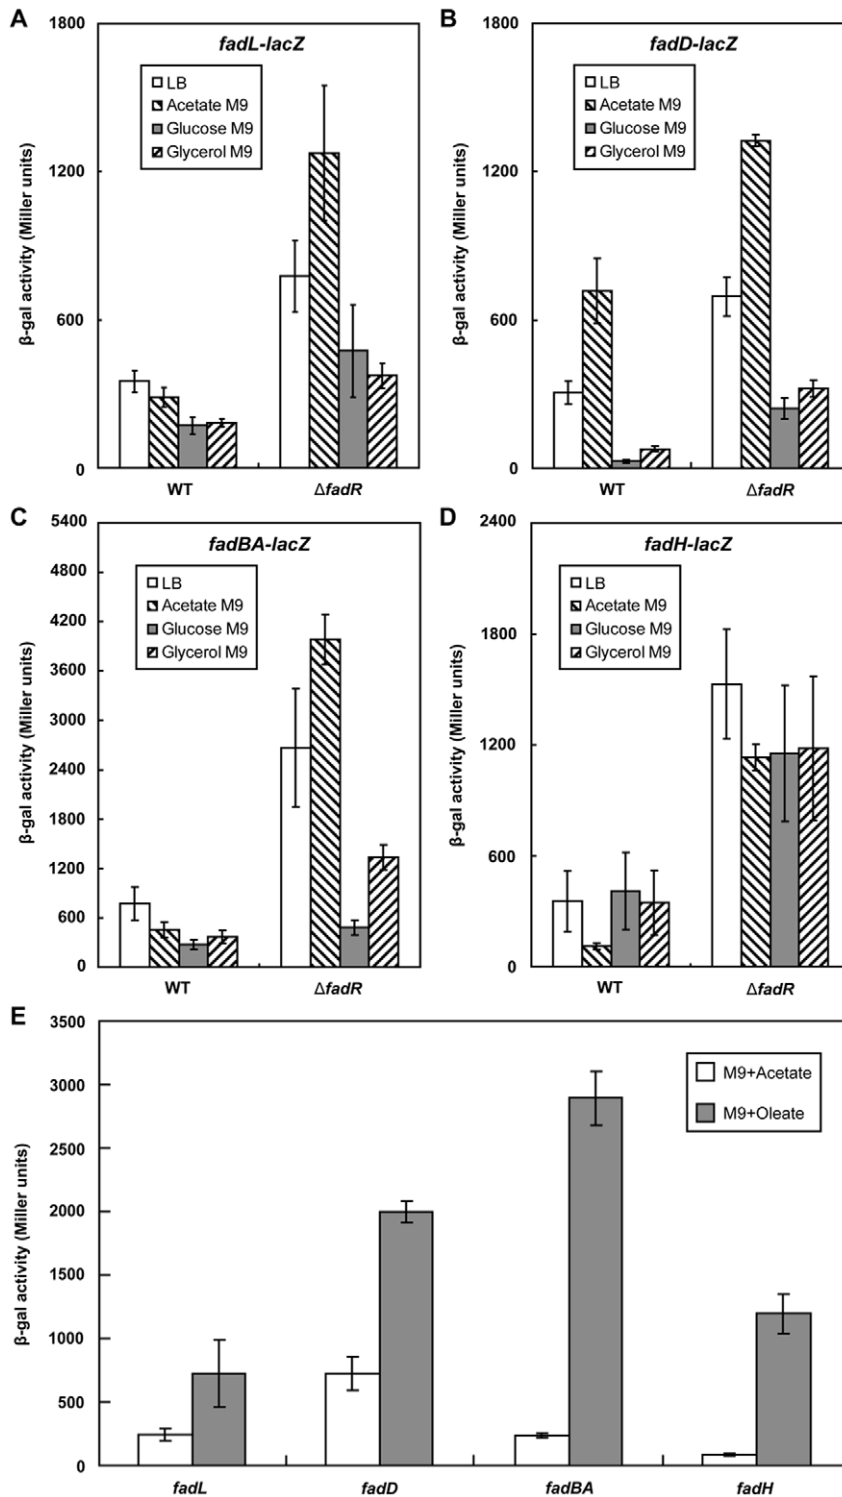 A
fadL-lacZ
β-gal activity (Miller units)
1800
1200
600
0
LB
Acetate M9
Glucose M9
Glycerol M9
WT
ΔfadR
B
fadD-lacZ
β-gal activity (Miller units)
1800
1200
600
0
LB
Acetate M9
Glucose M9
Glycerol M9
WT
ΔfadR
C
fadBA-lacZ
β-gal activity (Miller units)
5400
4800
4200
3600
3000
2400
1800
1200
600
0
LB
Acetate M9
Glucose M9
Glycerol M9
WT
ΔfadR
D
fadH-lacZ
β-gal activity (Miller units)
2400
1800
1200
600
0
LB
Acetate M9
Glucose M9
Glycerol M9
WT
ΔfadR
E
β-gal activity (Miller units)
3500
3000
2500
2000
1500
1000
500
0
M9+Acetate
M9+Oleate
fadL
fadD
fadBA
fadH